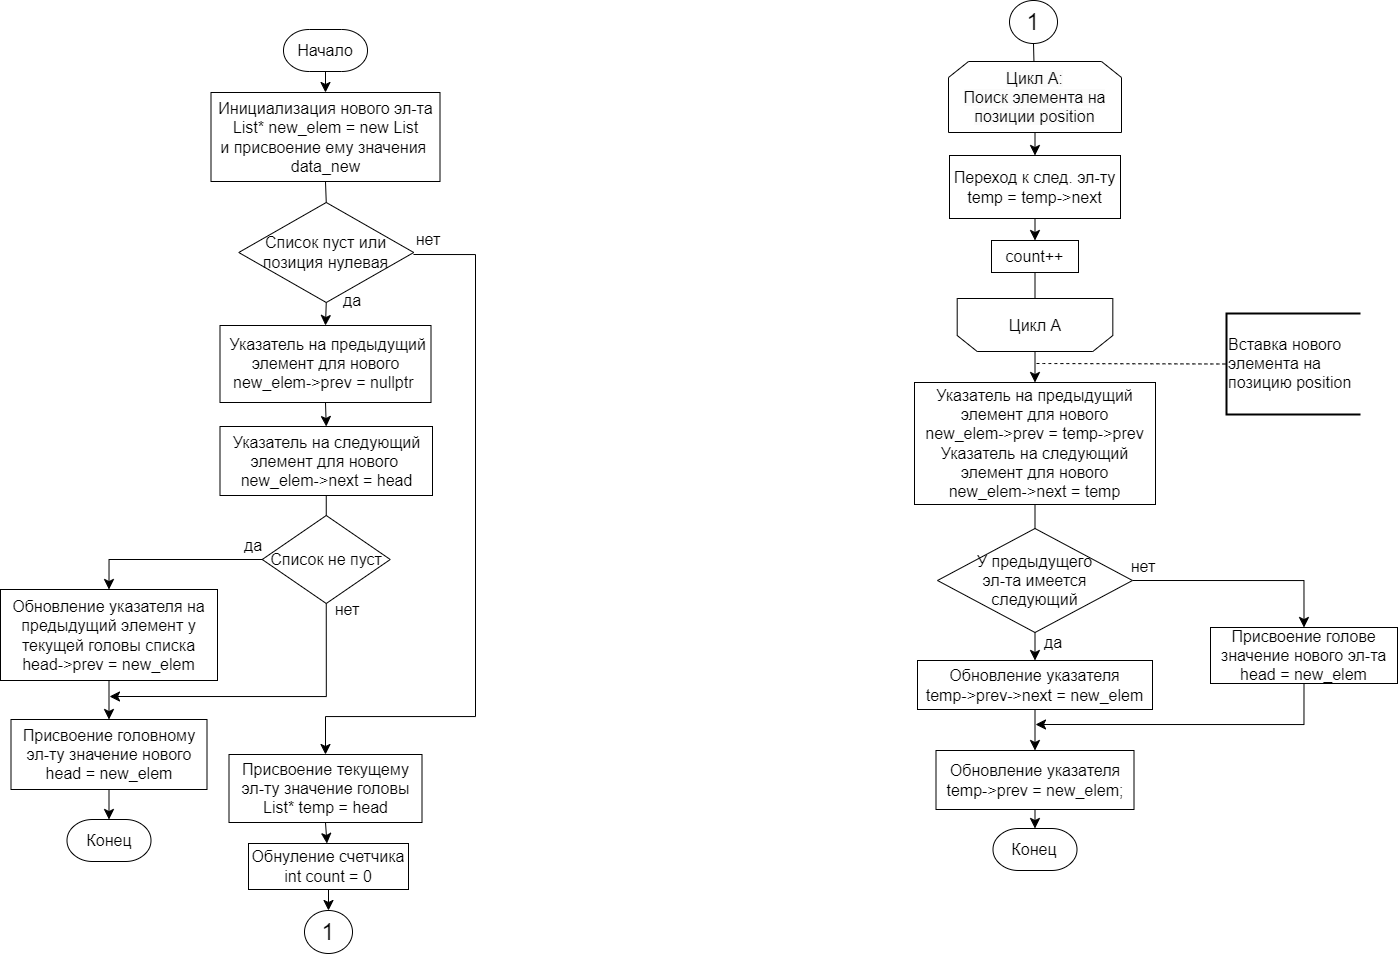 Начало
Инициализация нового эл-та
List* new_elem = new List
и присвоение ему значения
data_new
Список пуст или
позиция нулевая
нет
да
Указатель на предыдущий
элемент для нового
new_elem->prev = nullptr
Указатель на следующий
элемент для нового
new_elem->next = head
Список не пуст
да
нет
Обновление указателя на
предыдущий элемент у
текущей головы списка
head->prev = new_elem
Присвоение головному
эл-ту значение нового
head = new_elem
Конец
Присвоение текущему
эл-ту значение головы
List* temp = head
Обнуление счетчика
int count = 0
1
1
Цикл А:
Поиск элемента на
позиции position
Переход к след. эл-ту
temp = temp->next
count++
Цикл А
Вставка нового
элемента на
позицию position
Указатель на предыдущий
элемент для нового
new_elem->prev = temp->prev
Указатель на следующий
элемент для нового
new_elem->next = temp
У предыдущего
эл-та имеется
следующий
нет
да
Присвоение голове
значение нового эл-та
head = new_elem
Обновление указателя
temp->prev->next = new_elem
Обновление указателя
temp->prev = new_elem;
Конец